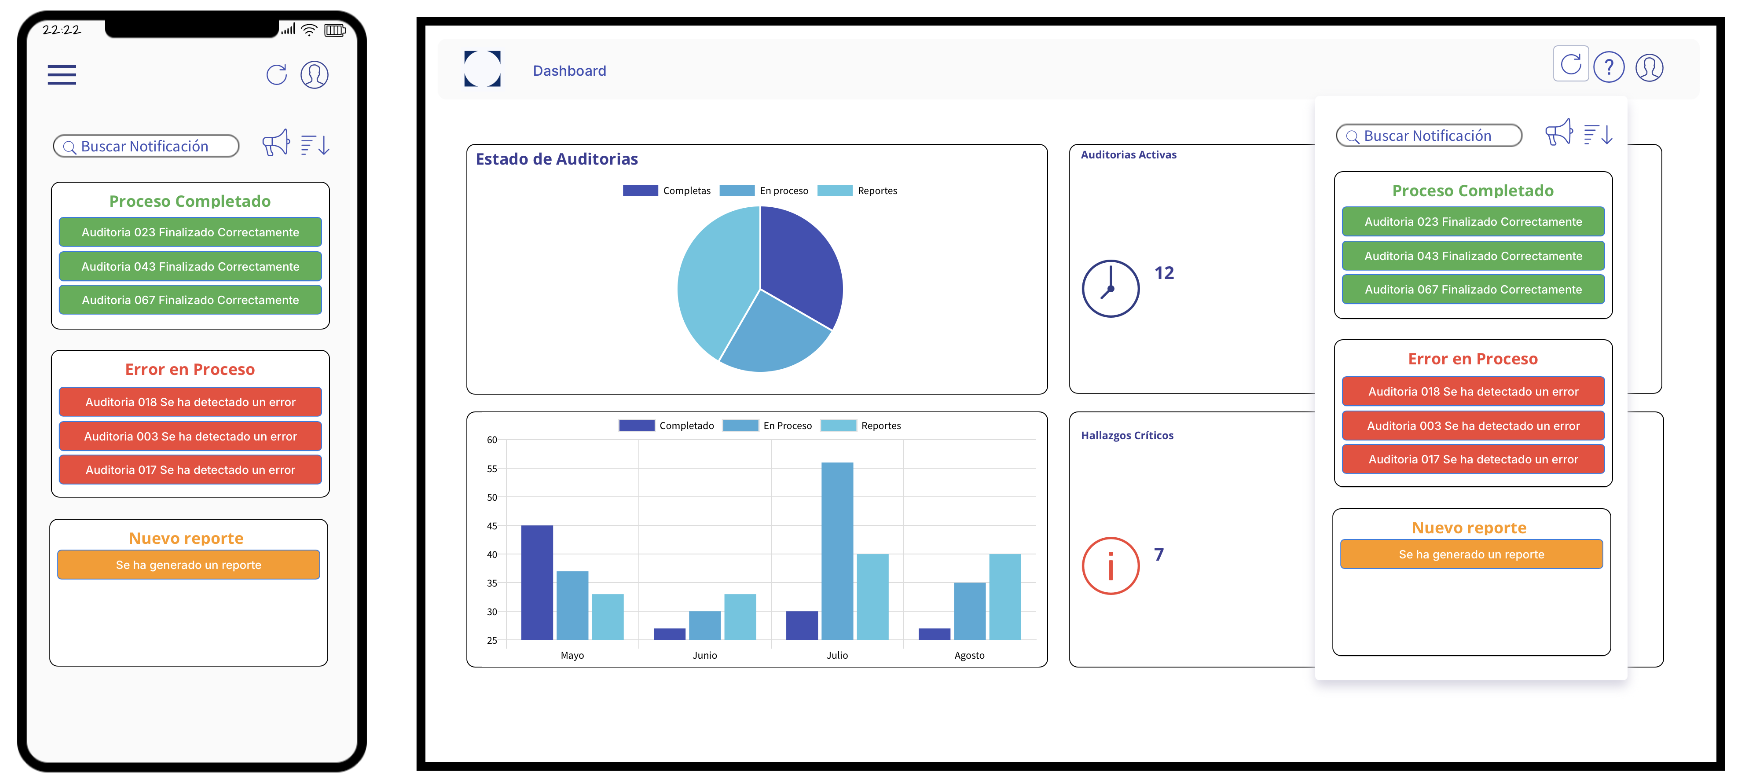 22:22
Buscar Notificación
Proceso Completado
Auditoria 023 Finalizado Correctamente
Auditoria 043 Finalizado Correctamente
Auditoria 067 Finalizado Correctamente
Error en Proceso
Auditoria 018 Se ha detectado un error
Auditoria 003 Se ha detectado un error
Auditoria 017 Se ha detectado un error
Nuevo reporte
Se ha generado un reporte
Dashboard
?
Estado de Auditorias
Completas En proceso Reportes
Auditorias Activas
12
Completado En Proceso Reportes
60
55
50
45
40
35
30
25
Mayo Junio Julio Agosto
Hallazgos Críticos
i
7
Buscar Notificación
Proceso Completado
Auditoria 023 Finalizado Correctamente
Auditoria 043 Finalizado Correctamente
Auditoria 067 Finalizado Correctamente
Error en Proceso
Auditoria 018 Se ha detectado un error
Auditoria 003 Se ha detectado un error
Auditoria 017 Se ha detectado un error
Nuevo reporte
Se ha generado un reporte